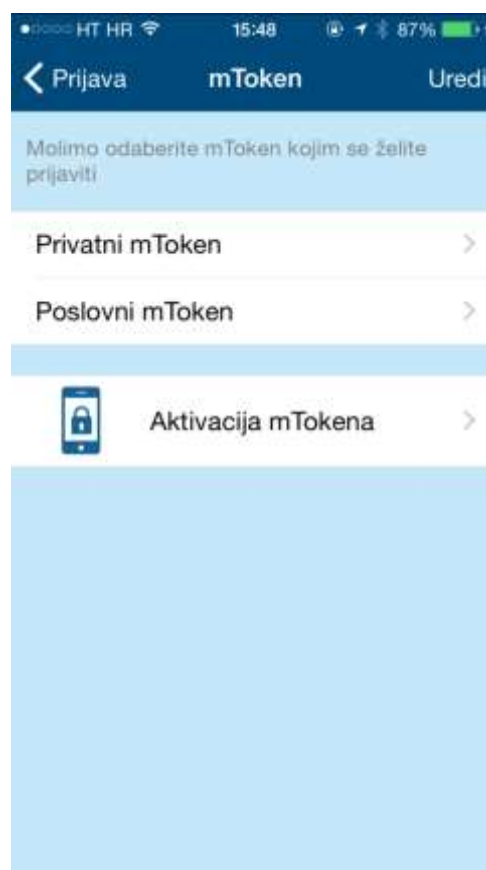 HT HR 15:48 87%
Prijava mToken Uredi
Molimo odaberite mToken kojim se želite
prijaviti
Privatni mToken
Poslovni mToken
Aktivacija mTokena